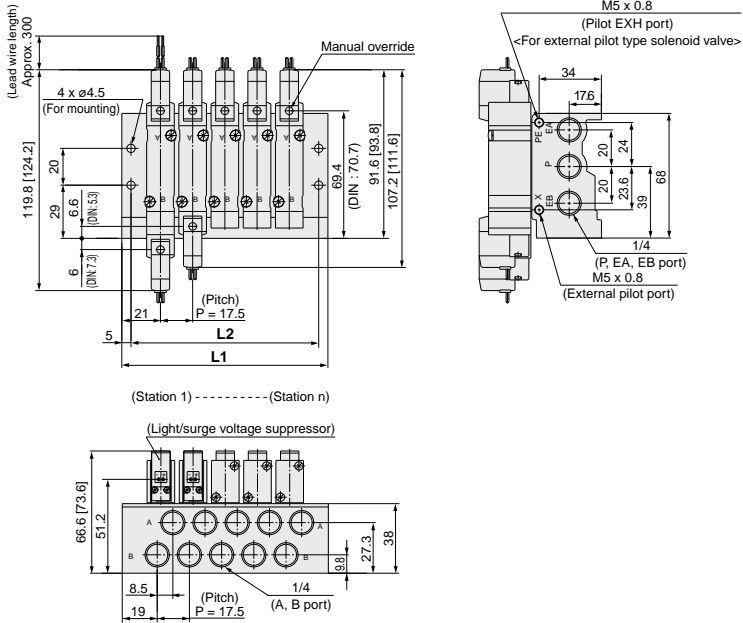 (Lead wire length)
Approx. 300
4 x ø4.5
(For mounting)
Manual override
A
A
B
B
B
B
B
119.8 [124.2]
20
29
6.6
(DIN: 5.3)
6
(DIN: 7.3)
69.4
(DIN : 70.7)
91.6 [93.8]
107.2 [111.6]
21
(Pitch)
P = 17.5
5
L2
L1
M5 x 0.8
(Pilot EXH port)
<For external pilot type solenoid valve>
34
17.6
PE
EA
P
X
EB
20
20
24
23.6
39
68
1/4
(P, EA, EB port)
M5 x 0.8
(External pilot port)
(Station 1) - - - - - - - - - - - (Station n)
(Light/surge voltage suppressor)
66.6 [73.6]
51.2
A
A
B
B
27.3
38
9.8
8.5
19
(Pitch)
P = 17.5
1/4
(A, B port)